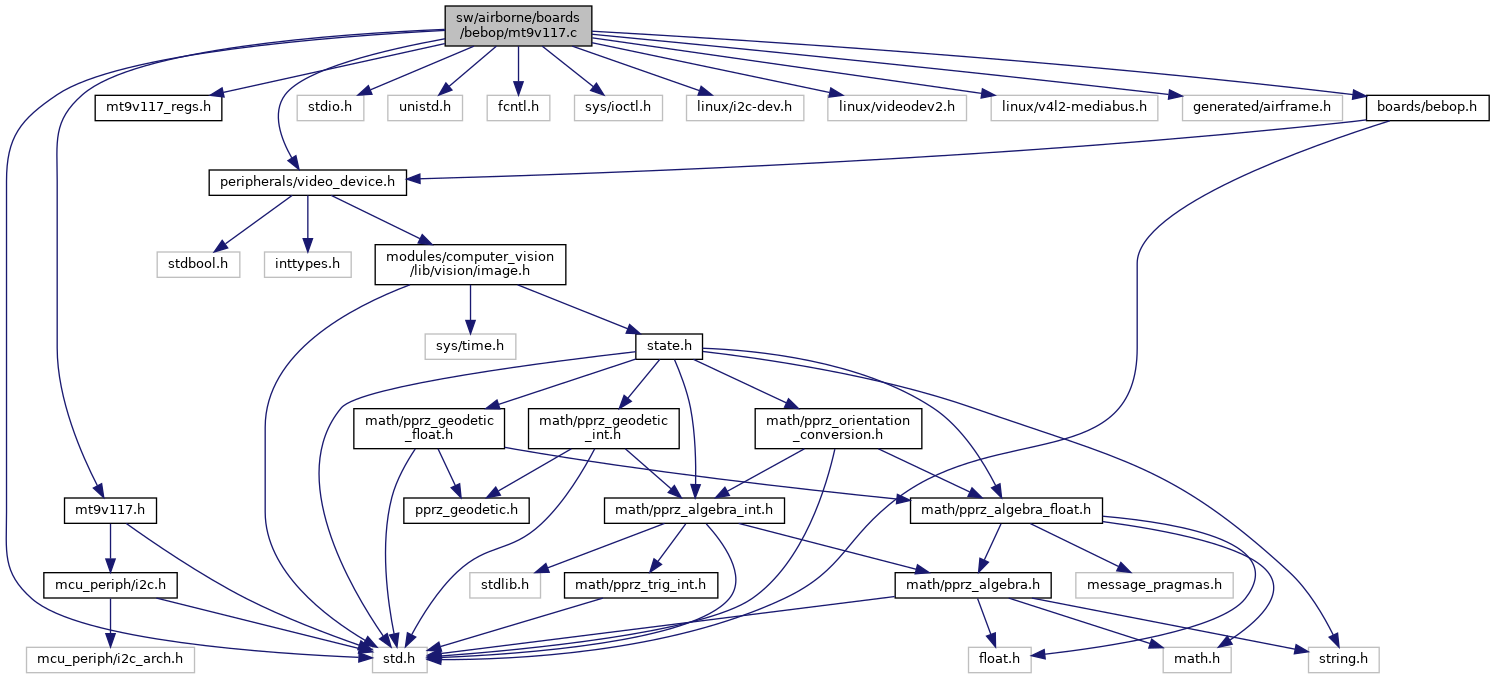 sw/airborne/boards
/bebop/mt9v117.c
mt9v117_regs.h
stdio.h
unistd.h
fcntl.h
sys/ioctl.h
linux/i2c-dev.h
linux/videodev2.h
linux/v4l2-mediabus.h
generated/airframe.h
boards/bebop.h
peripherals/video_device.h
stdbool.h
inttypes.h
modules/computer_vision
/lib/vision/image.h
sys/time.h
state.h
math/pprz_geodetic
_float.h
math/pprz_geodetic
_int.h
math/pprz_orientation
_conversion.h
mt9v117.h
pprz_geodetic.h
math/pprz_algebra_int.h
math/pprz_algebra_float.h
mcu_periph/i2c.h
stdlib.h
math/pprz_trig_int.h
math/pprz_algebra.h
message_pragmas.h
mcu_periph/i2c_arch.h
std.h
float.h
math.h
string.h